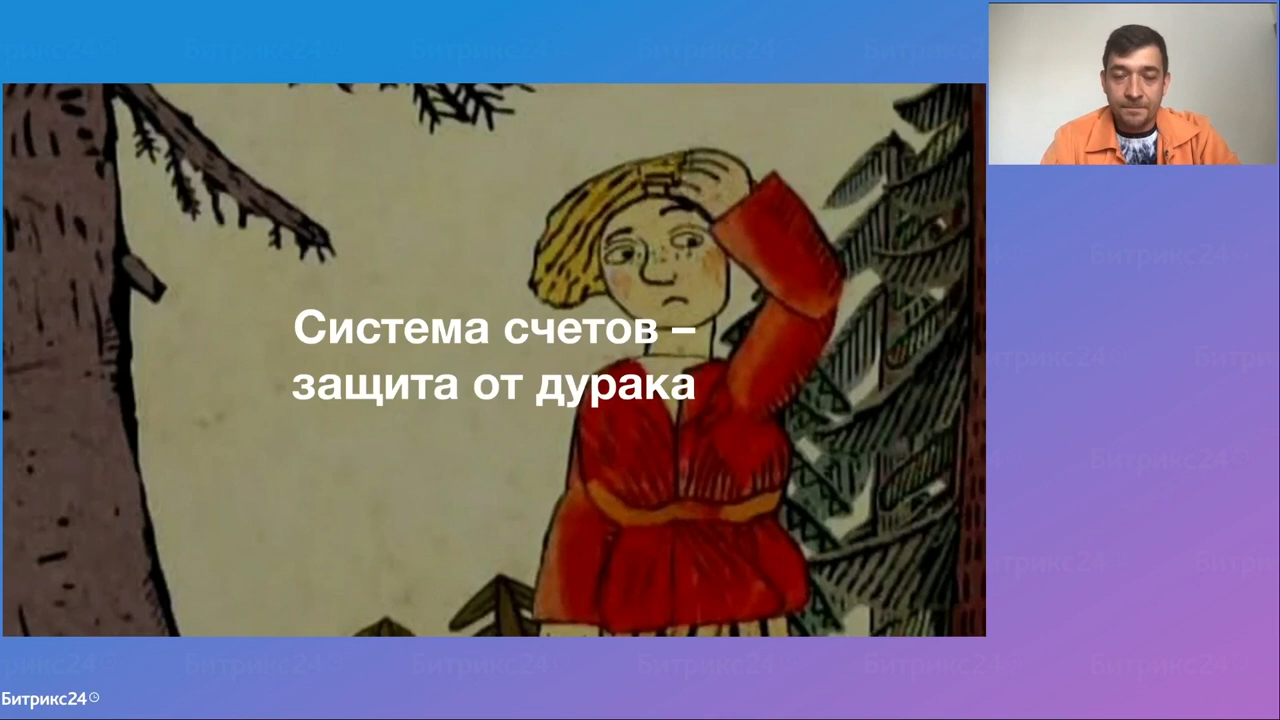 Система счетов –
защита от дурака
Битрикс24